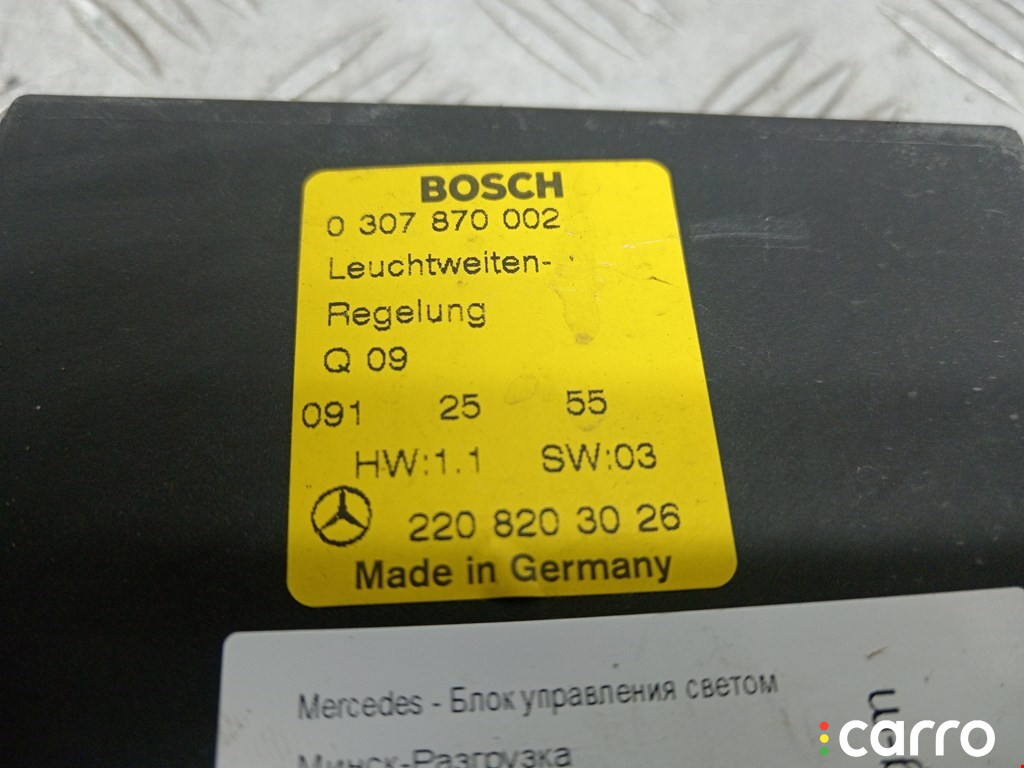 BOSCH
0 307 870 002
Leuchtweiten-
Regelung
Q 09
091 25 55
HW:1.1 SW:03
220 820 30 26
Made in Germany
Mercedes - Блок управления светом
Минск-Разгрузка
carro